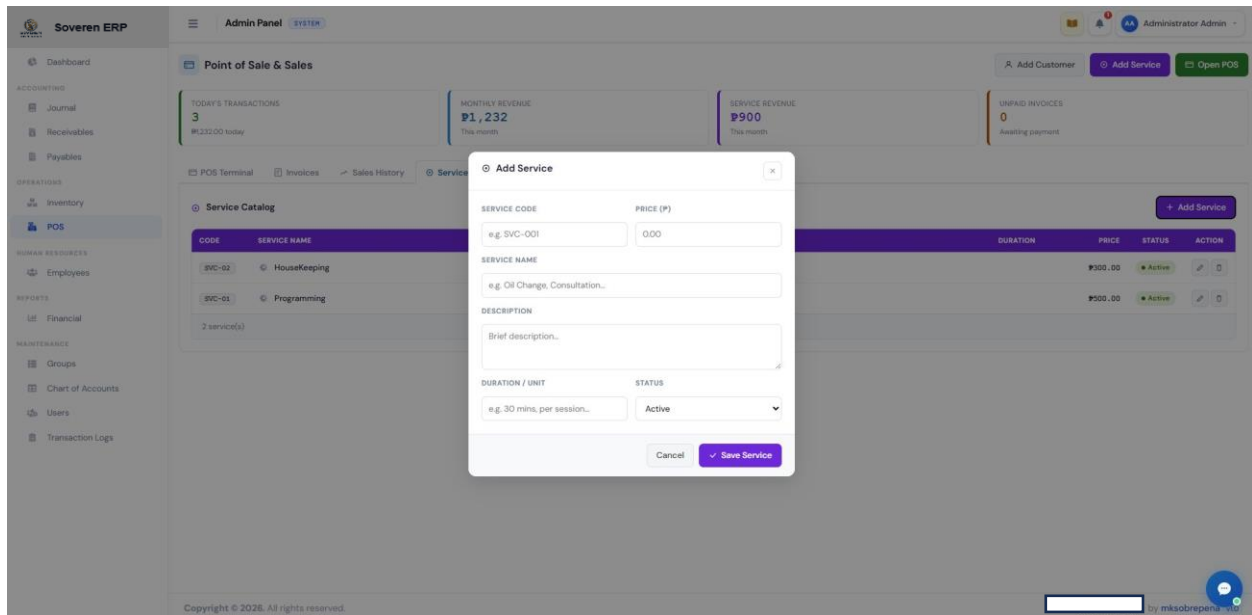 Soveren ERP
Admin Panel SYSTEM
1
AA Administrator Admin
Dashboard
ACCOUNTING
Journal
Receivables
Payables
OPERATIONS
Inventory
POS
HUMAN RESOURCES
Employees
REPORTS
Financial
MAINTENANCE
Groups
Chart of Accounts
Users
Transaction Logs
Point of Sale & Sales
Add Customer
Add Service
Open POS
TODAY'S TRANSACTIONS
3
₱1,232.00 today
MONTHLY REVENUE
₱1,232
This month
SERVICE REVENUE
₱900
This month
UNPAID INVOICES
0
Awaiting payment
POS Terminal Invoices Sales History Service
Service Catalog
+ Add Service
CODE SERVICE NAME DURATION PRICE STATUS ACTION
SVC-02 HouseKeeping ₱300.00 Active
SVC-01 Programming ₱500.00 Active
2 service(s)
Add Service
SERVICE CODE PRICE (₱)
e.g. SVC-001 0.00
SERVICE NAME
e.g. Oil Change, Consultation...
DESCRIPTION
Brief description...
DURATION / UNIT STATUS
e.g. 30 mins, per session... Active
Cancel Save Service
Copyright © 2026. All rights reserved.
by mksobrepena